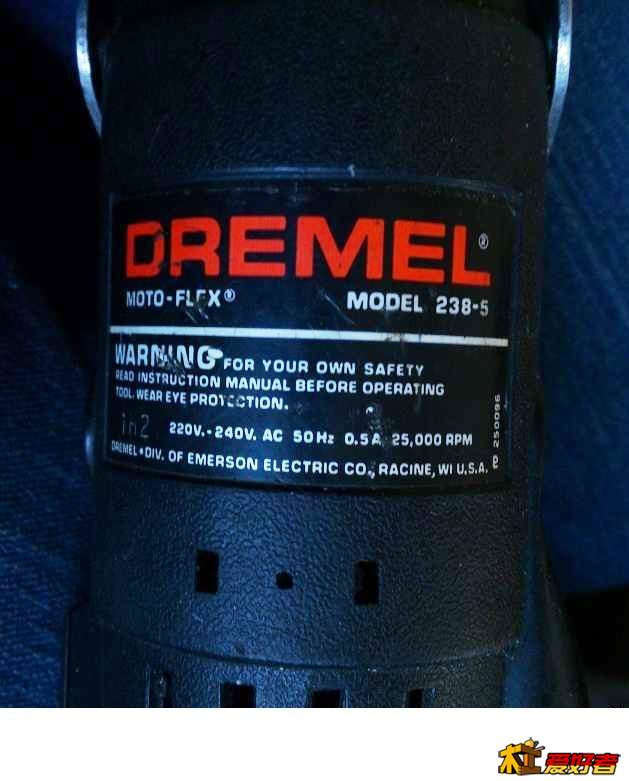 DREMEL®
MOTO-FLEX® MODEL 238-5
WARNING FOR YOUR OWN SAFETY
READ INSTRUCTION MANUAL BEFORE OPERATING
TOOL. WEAR EYE PROTECTION.
220V.-240V. AC 50Hz 0.5A 25,000 RPM
DREMEL • DIV. OF EMERSON ELECTRIC CO., RACINE, WI U.S.A.
250096
木工爱好者